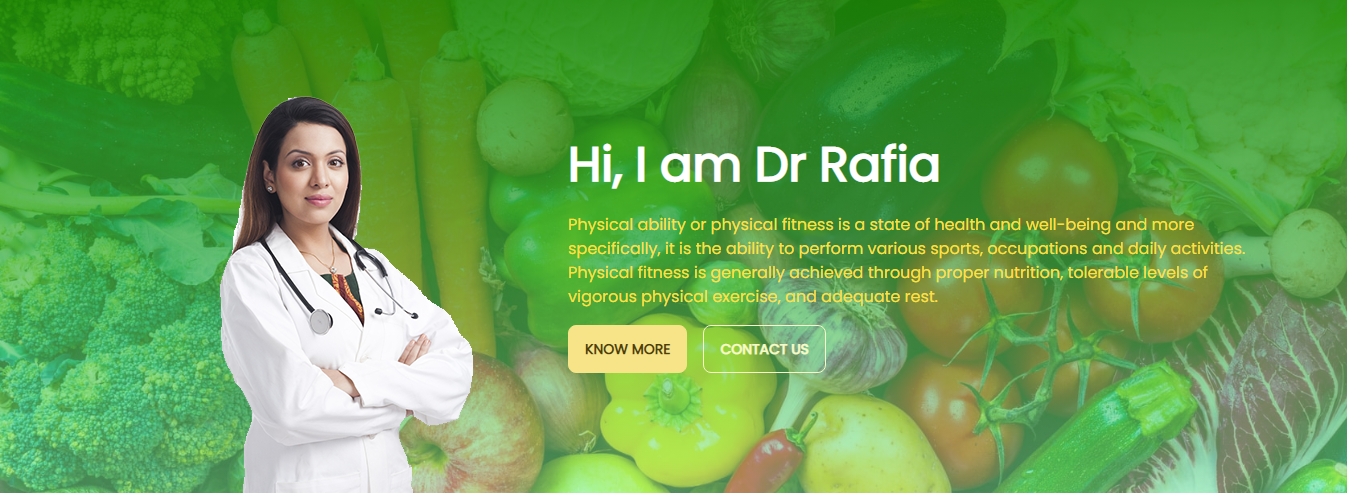 Hi, I am Dr Rafia
Physical ability or physical fitness is a state of health and well-being and more
specifically, it is the ability to perform various sports, occupations and daily activities.
Physical fitness is generally achieved through proper nutrition, tolerable levels of
vigorous physical exercise, and adequate rest.
KNOW MORE
CONTACT US